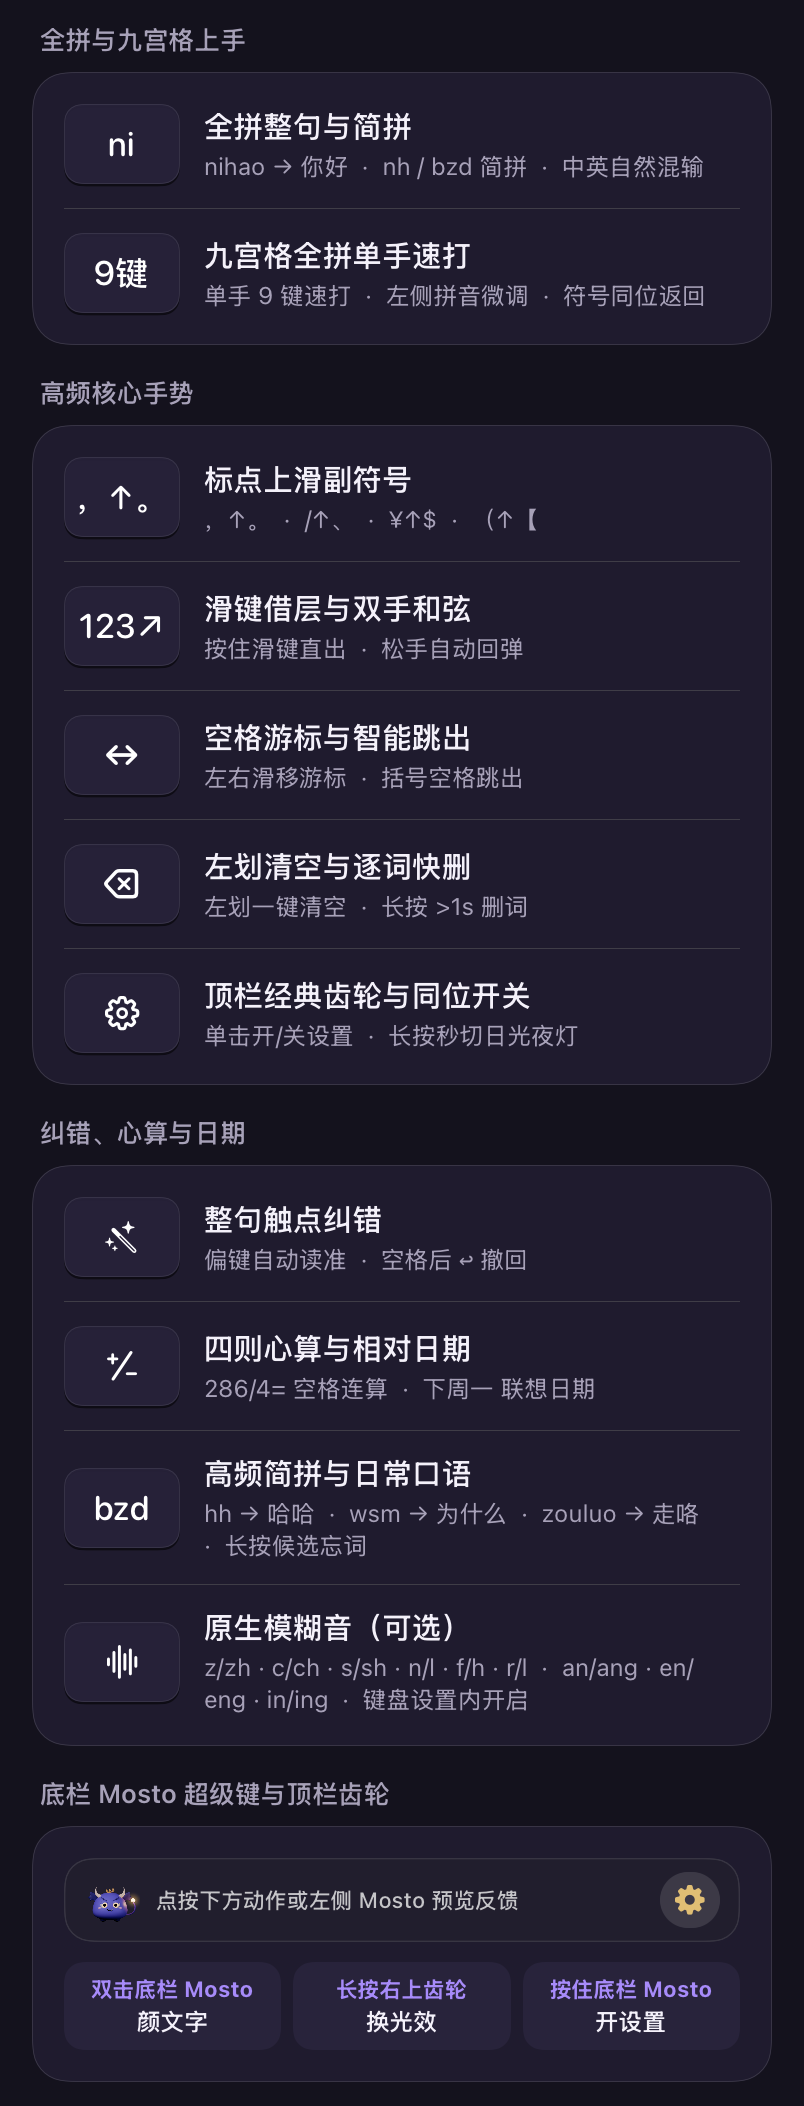 全拼与九宫格上手
ni
全拼整句与简拼
nihao → 你好 · nh / bzd 简拼 · 中英自然混输
9键
九宫格全拼单手速打
单手 9 键速打 · 左侧拼音微调 · 符号同位返回
高频核心手势
，↑。
标点上滑副符号
，↑。 · /↑、 · ¥↑$ · （↑【
123↗
滑键借层与双手和弦
按住滑键直出 · 松手自动回弹
空格游标与智能跳出
左右滑移游标 · 括号空格跳出
左划清空与逐词快删
左划一键清空 · 长按 >1s 删词
顶栏经典齿轮与同位开关
单击开/关设置 · 长按秒切日光夜灯
纠错、心算与日期
整句触点纠错
偏键自动读准 · 空格后 ↩ 撤回
四则心算与相对日期
286/4= 空格连算 · 下周一 联想日期
bzd
高频简拼与日常口语
hh → 哈哈 · wsm → 为什么 · zouluo → 走咯
· 长按候选忘词
原生模糊音（可选）
z/zh · c/ch · s/sh · n/l · f/h · r/l · an/ang · en/
eng · in/ing · 键盘设置内开启
底栏 Mosto 超级键与顶栏齿轮
点按下方动作或左侧 Mosto 预览反馈
双击底栏 Mosto
颜文字
长按右上齿轮
换光效
按住底栏 Mosto
开设置